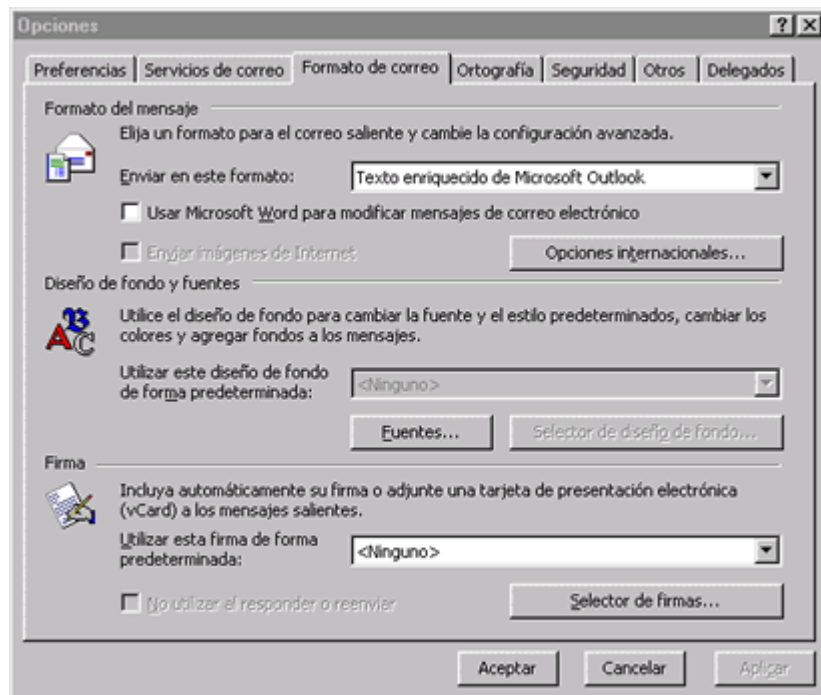 Opciones
Preferencias Servicios de correo Formato de correo Ortografía Seguridad Otros Delegados
Formato del mensaje
Elija un formato para el correo saliente y cambie la configuración avanzada.
Enviar en este formato: Texto enriquecido de Microsoft Outlook
Usar Microsoft Word para modificar mensajes de correo electrónico
Enviar imágenes de Internet Opciones internacionales...
Diseño de fondo y fuentes
Utilice el diseño de fondo para cambiar la fuente y el estilo predeterminados, cambiar los
colores y agregar fondos a los mensajes.
Utilizar este diseño de fondo
de forma predeterminada: <Ninguno>
Fuentes... Selector de diseño de fondo...
Firma
Incluya automáticamente su firma o adjunte una tarjeta de presentación electrónica
(vCard) a los mensajes salientes.
Utilizar esta firma de forma
predeterminada: <Ninguno>
No utilizar al responder o reenviar Selector de firmas...
Aceptar Cancelar Aplicar